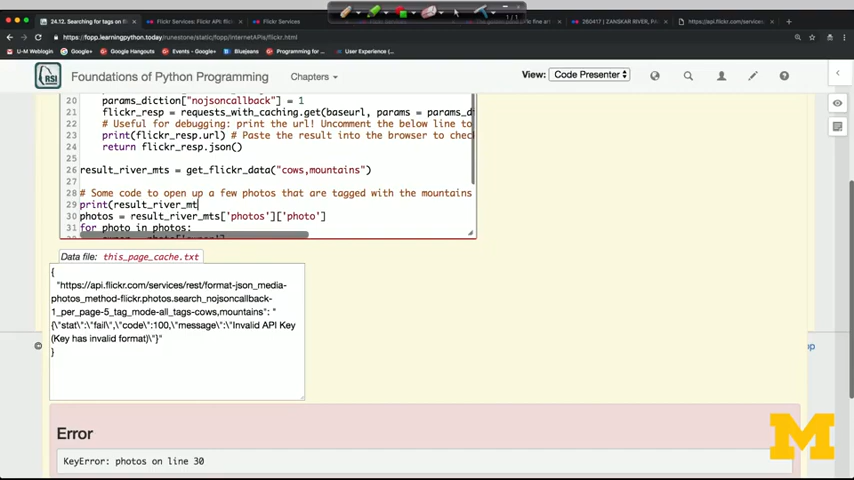 24.12. Searching for tags on fl
Flickr Services: Flickr API: fl
Flickr Services
260417 | ZANSKAR RIVER,
https://api.flickr.com/services/
1/1
https://fopp.learningpython.today/runestone/static/fopp/InternetAPIs/flickr.html
U-M Weblogin
Google+
Google Hangouts
Events - Google+
Bluejeans
Programming for ...
User Experience (...
RSI
Foundations of Python Programming
Chapters
View:
Code Presenter
20 params_diction["nojsoncallback"] = 1
21 flickr_resp = requests_with_caching.get(baseurl, params = params_d
22 # Useful for debugging: print the url! Uncomment the below line to
23 print(flickr_resp.url) # Paste the result into the browser to chec
24 return flickr_resp.json()
25
26 result_river_mts = get_flickr_data("cows,mountains")
27
28 # Some code to open up a few photos that are tagged with the mountains
29 print(result_river_mt
30 photos = result_river_mts['photos']['photo']
31 for photo in photos:
Data file: this_page_cache.txt
{
"https://api.flickr.com/services/rest/format-json_media-
photos_method-flickr.photos.search_nojsoncallback-
1_per_page-5_tag_mode-all_tags-cows,mountains": "
{\"stat\":\"fail\",\"code\":100,\"message\":\"Invalid API Key
(Key has invalid format)\"}"
}
Error
KeyError: photos on line 30
M